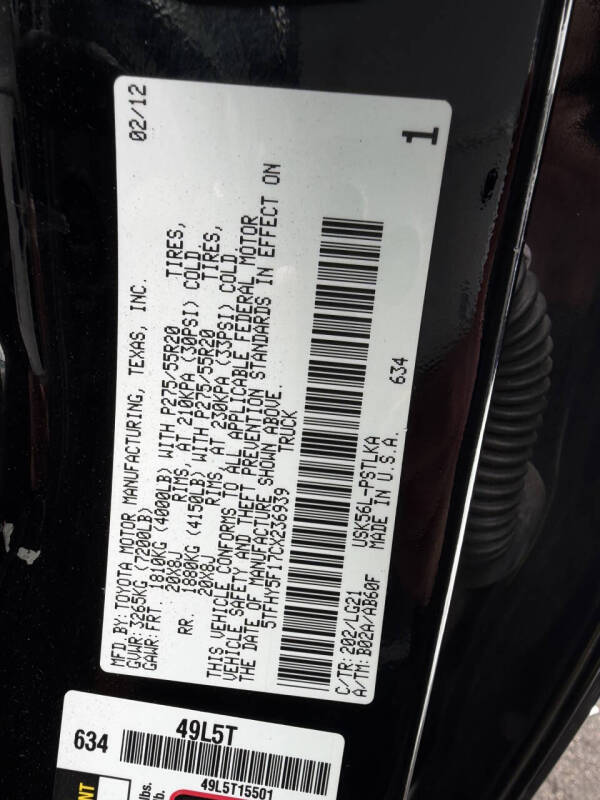 02/12
MFD BY: TOYOTA MOTOR MANUFACTURING, TEXAS, INC.
GVWR: 3265KG (7200LB)
GAWR: FRT. 1810KG (4000LB) WITH P275/55R20 TIRES,
20X8J RIMS, AT 210KPA (30PSI) COLD.
RR. 1880KG (4150LB) WITH P275/55R20 TIRES,
20X8J RIMS, AT 230KPA (33PSI) COLD.
THIS VEHICLE CONFORMS TO ALL APPLICABLE FEDERAL MOTOR
VEHICLE SAFETY AND THEFT PREVENTION STANDARDS IN EFFECT ON
THE DATE OF MANUFACTURE SHOWN ABOVE.
5TFHY5F17CX236939 TRUCK
C/TR: 202/LG21 USK56L-PSTLKA 634
A/TM: B02A/AB60F MADE IN U.S.A.
1
634
49L5T
49L5T15501
NT
lbs.